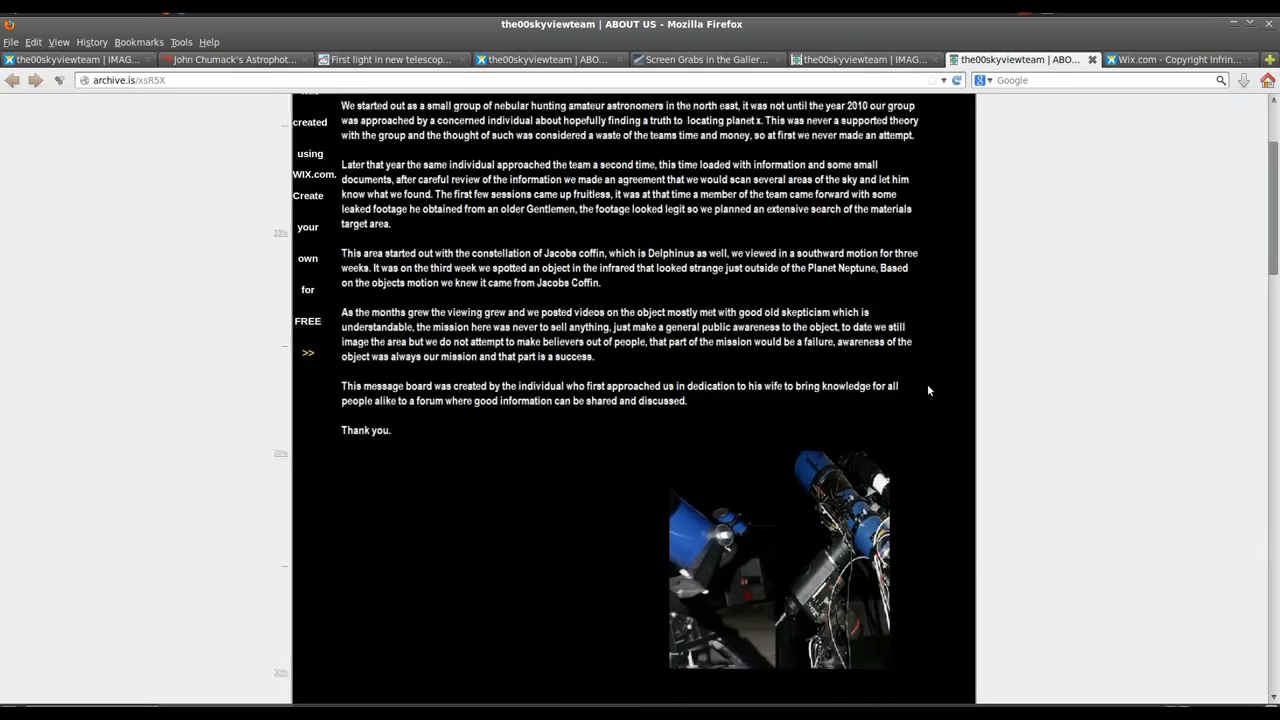 the00skyviewteam | ABOUT US - Mozilla Firefox
File Edit View History Bookmarks Tools Help
the00skyviewteam | IMAG...
John Chumack's Astrophot...
First light in new telescop...
the00skyviewteam | ABO...
Screen Grabs in the Galler...
the00skyviewteam | IMAG...
the00skyviewteam | ABO...
Wix.com - Copyright Infrin...
archive.is/xsR5X
Google
created
using
WIX.com.
Create
your
own
for
FREE
>>
10%
20%
30%
We started out as a small group of nebular hunting amateur astronomers in the north east, it was not until the year 2010 our group
was approached by a concerned individual about hopefully finding a truth to locating planet x. This was never a supported theory
with the group and the thought of such was considered a waste of the teams time and money, so at first we never made an attempt.
Later that year the same individual approached the team a second time, this time loaded with information and some small
documents, after careful review of the information we made an agreement that we would scan several areas of the sky and let him
know what we found. The first few sessions came up fruitless, it was at that time a member of the team came forward with some
leaked footage he obtained from an older Gentlemen, the footage looked legit so we planned an extensive search of the materials
target area.
This area started out with the constellation of Jacobs coffin, which is Delphinus as well, we viewed in a southward motion for three
weeks. It was on the third week we spotted an object in the infrared that looked strange just outside of the Planet Neptune, Based
on the objects motion we knew it came from Jacobs Coffin.
As the months grew the viewing grew and we posted videos on the object mostly met with good old skepticism which is
understandable, the mission here was never to sell anything, just make a general public awareness to the object, to date we still
image the area but we do not attempt to make believers out of people, that part of the mission would be a failure, awareness of the
object was always our mission and that part is a success.
This message board was created by the individual who first approached us in dedication to his wife to bring knowledge for all
people alike to a forum where good information can be shared and discussed.
Thank you.